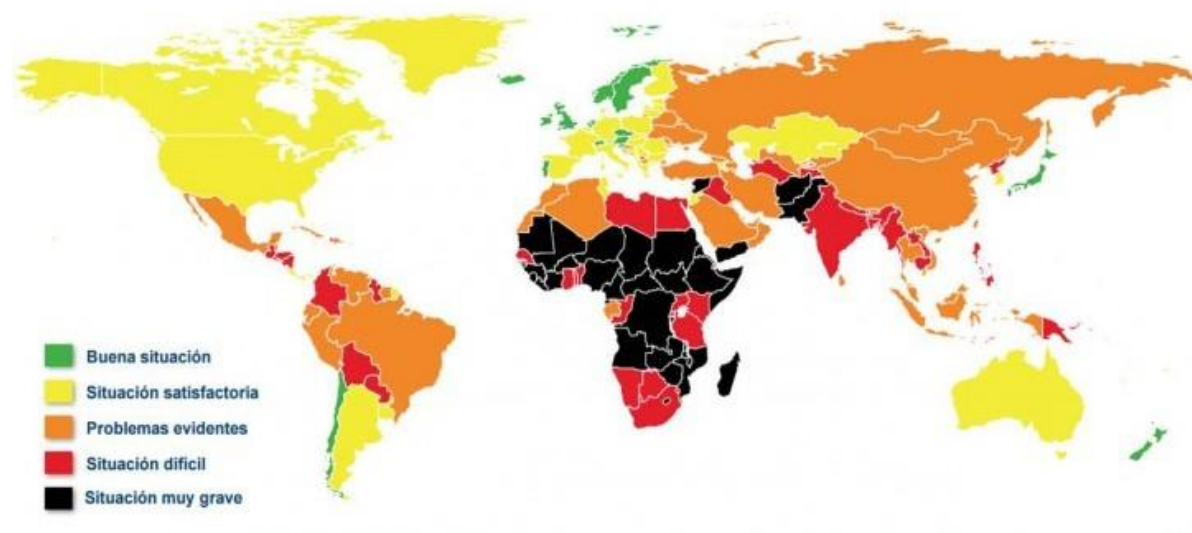 Buena situación
Situación satisfactoria
Problemas evidentes
Situación difícil
Situación muy grave